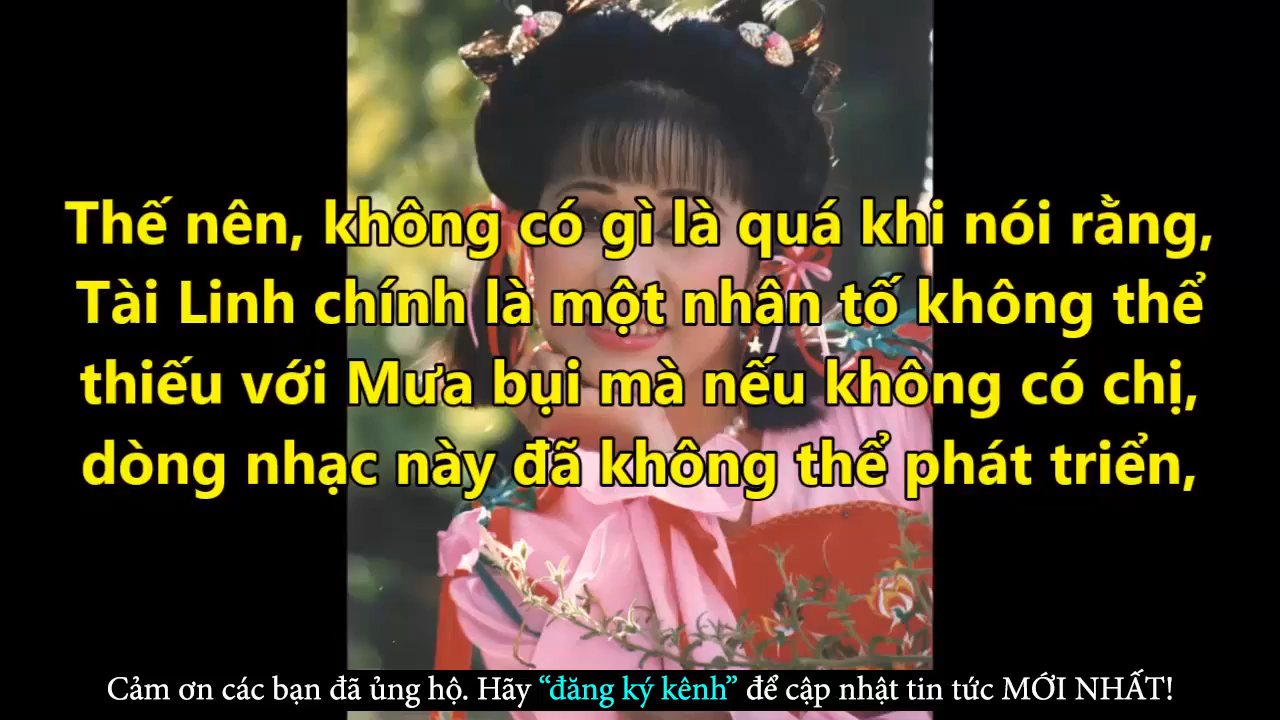 Thế nên, không có gì là quá khi nói rằng,
Tài Linh chính là một nhân tố không thể
thiếu với Mưa bụi mà nếu không có chị,
dòng nhạc này đã không thể phát triển,
Cảm ơn các bạn đã ủng hộ. Hãy “đăng ký kênh” để cập nhật tin tức MỚI NHẤT!